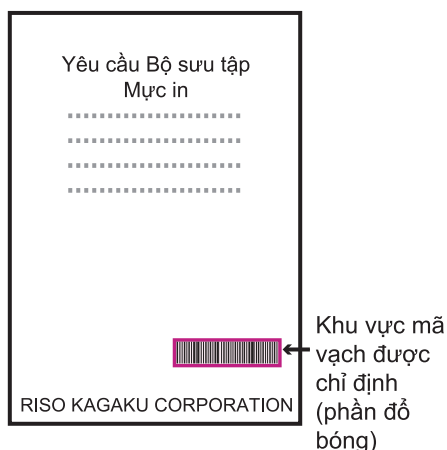 Yêu cầu Bộ sưu tập
Mực in
RISO KAGAKU CORPORATION
Khu vực mã
vạch được
chỉ định
(phần đổ
bóng)